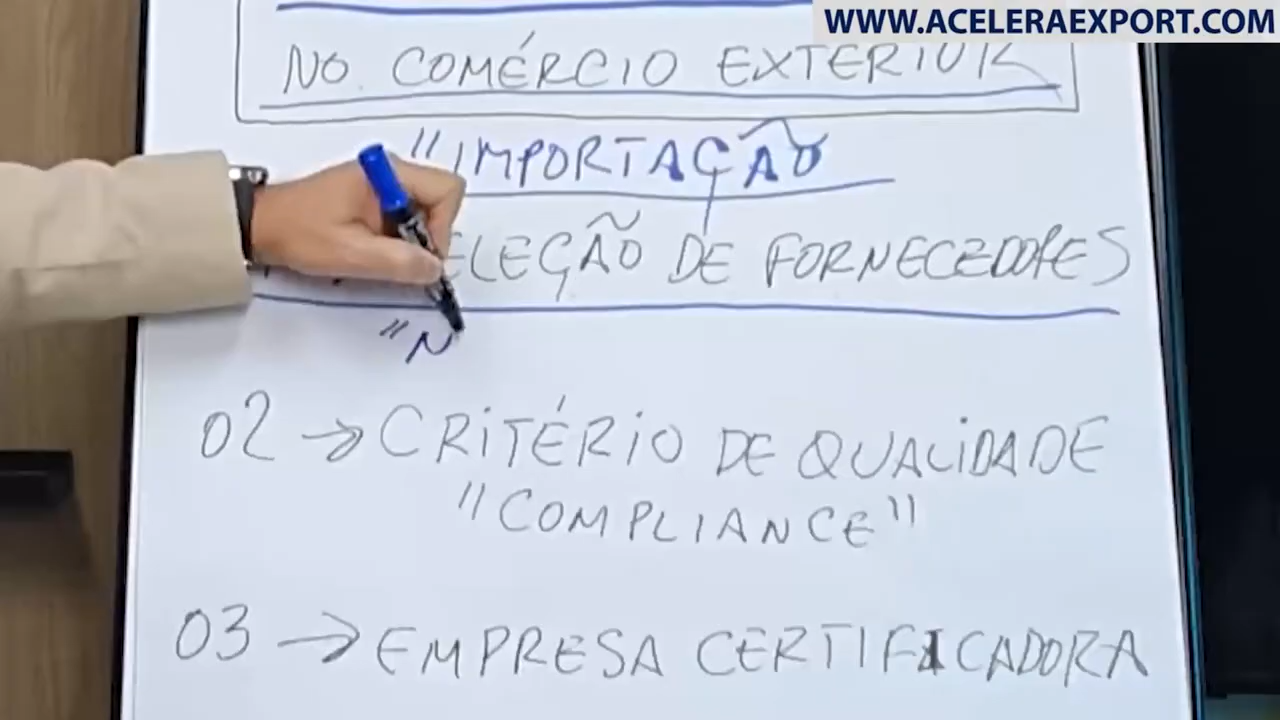 WWW.ACELERAEXPORT.COM
NO COMÉRCIO EXTERIOR
"IMPORTAÇÃO
ELEÇÃO DE FORNECEDORES
"N
02 → CRITÉRIO DE QUALIDADE
"COMPLIANCE"
03 → EMPRESA CERTIFICADORA